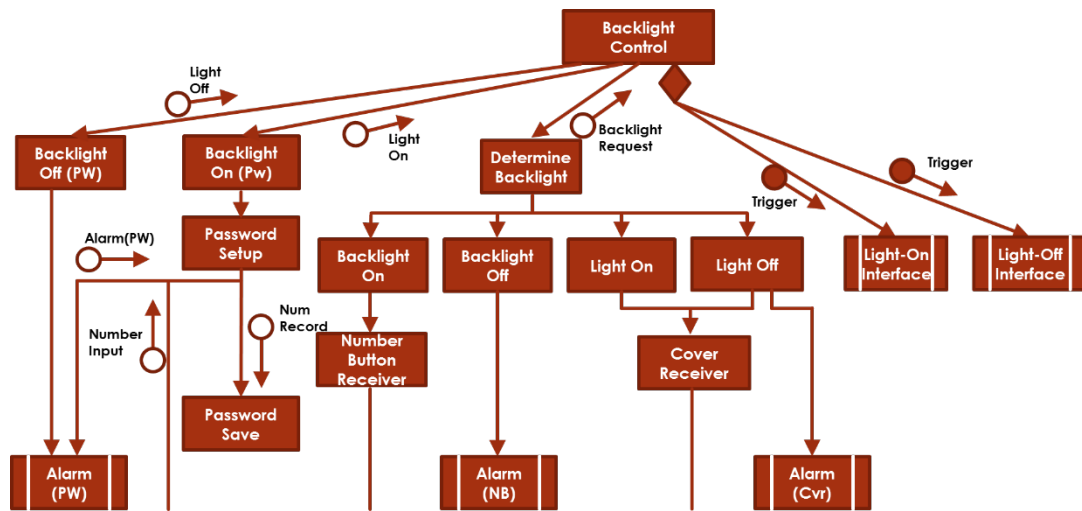 Backlight
Control
Light
Off
Light
On
Backlight
Request
Trigger
Trigger
Backlight
Off (PW)
Backlight
On (Pw)
Determine
Backlight
Password
Setup
Alarm(PW)
Backlight
On
Backlight
Off
Light On
Light Off
Light-On
Interface
Light-Off
Interface
Number
Input
Num
Record
Number
Button
Receiver
Cover
Receiver
Password
Save
Alarm
(PW)
Alarm
(NB)
Alarm
(Cvr)